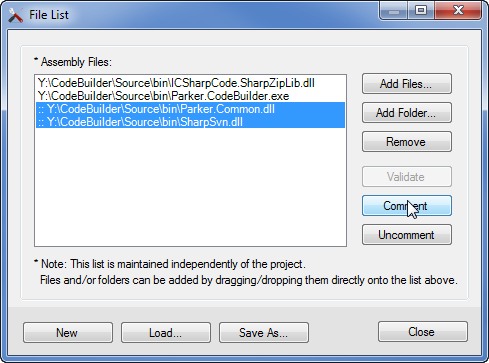 File List
* Assembly Files:
Y:\CodeBuilder\Source\bin\ICSharpCode.SharpZipLib.dll
Y:\CodeBuilder\Source\bin\Parker.CodeBuilder.exe
:: Y:\CodeBuilder\Source\bin\Parker.Common.dll
:: Y:\CodeBuilder\Source\bin\SharpSvn.dll
Add Files...
Add Folder...
Remove
Validate
Comment
Uncomment
* Note: This list is maintained independently of the project.
Files and/or folders can be added by dragging/dropping them directly onto the list above.
New
Load...
Save As...
Close